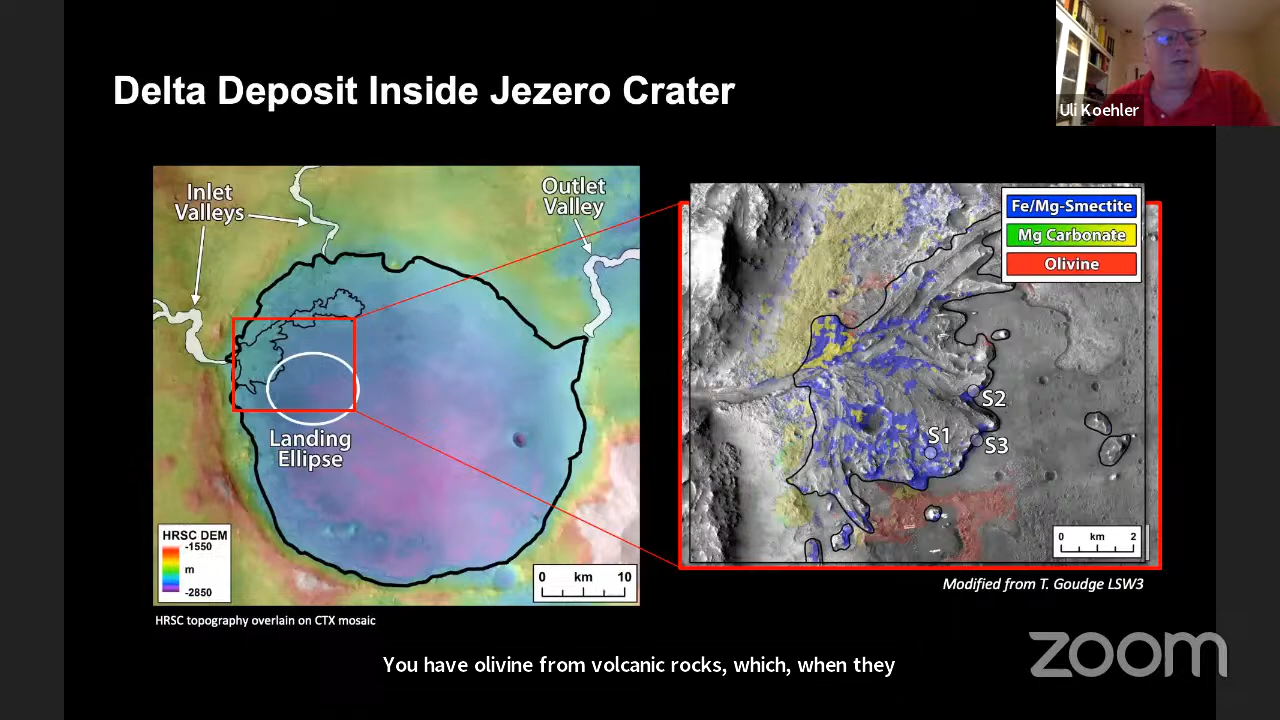 Delta Deposit Inside Jezero Crater
Uli Koehler
Inlet
Valleys
Outlet
Valley
Landing
Ellipse
HRSC DEM
-1550
m
-2850
0 km 10
HRSC topography overlain on CTX mosaic
Fe/Mg-Smectite
Mg Carbonate
Olivine
S2
S1
S3
0 km 2
Modified from T. Goudge LSW3
You have olivine from volcanic rocks, which, when they
zoom